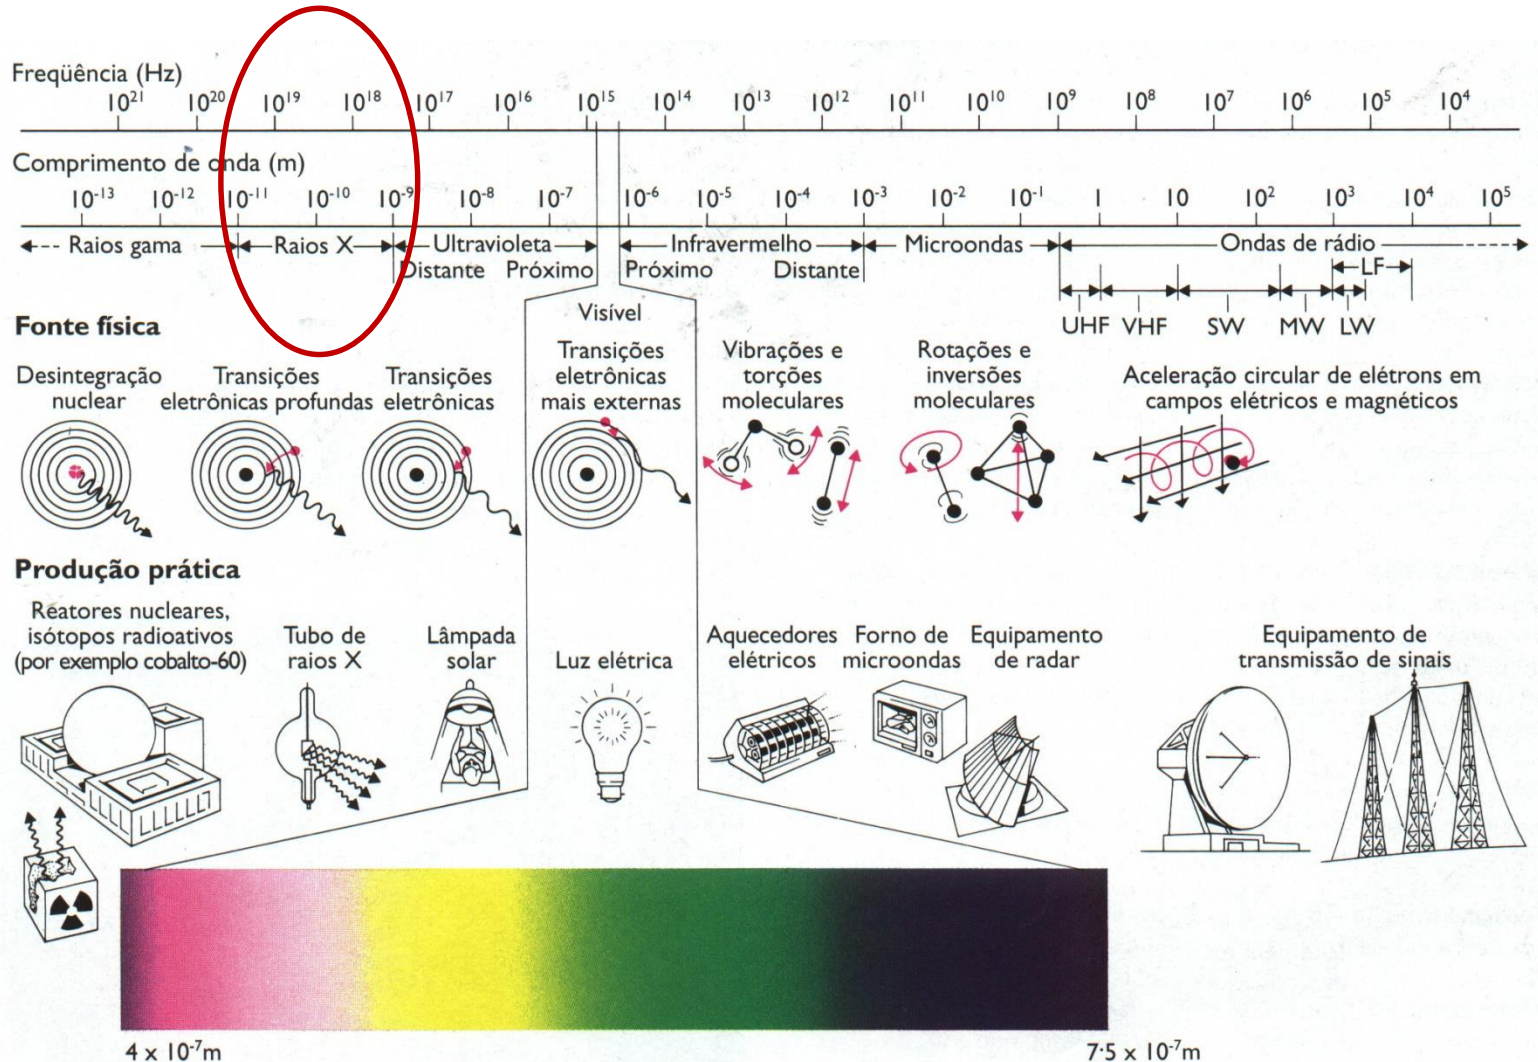 Freqüência (Hz)
10²¹ 10²⁰ 10¹⁹ 10¹⁸ 10¹⁷ 10¹⁶ 10¹⁵ 10¹⁴ 10¹³ 10¹² 10¹¹ 10¹⁰ 10⁹ 10⁸ 10⁷ 10⁶ 10⁵ 10⁴
Comprimento de onda (m)
10⁻¹³ 10⁻¹² 10⁻¹¹ 10⁻¹⁰ 10⁻⁹ 10⁻⁸ 10⁻⁷ 10⁻⁶ 10⁻⁵ 10⁻⁴ 10⁻³ 10⁻² 10⁻¹ 1 10 10² 10³ 10⁴ 10⁵
Raios gama Raios X Ultravioleta Infravermelho Microondas Ondas de rádio
Distante Próximo Próximo Distante LF
Visível
UHF VHF SW MW LW
Fonte física
Desintegração
nuclear
Transições
eletrônicas profundas
Transições
eletrônicas
Transições
eletrônicas
mais externas
Vibrações e
torções
moleculares
Rotações e
inversões
moleculares
Aceleração circular de elétrons em
campos elétricos e magnéticos
Produção prática
Reatores nucleares,
isótopos radioativos
(por exemplo cobalto-60)
Tubo de
raios X
Lâmpada
solar
Luz elétrica
Aquecedores
elétricos
Forno de
microondas
Equipamento
de radar
Equipamento de
transmissão de sinais
4 x 10⁻⁷m
7·5 x 10⁻⁷m